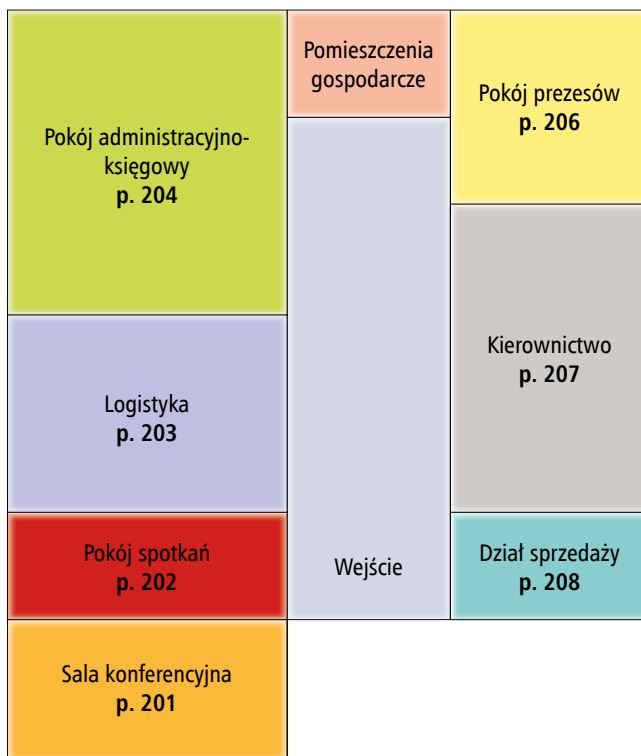 Pomieszczenia
gospodarcze
Pokój prezesów
p. 206
Pokój administracyjno-
księgowy
p. 204
Kierownictwo
p. 207
Logistyka
p. 203
Pokój spotkań
p. 202
Wejście
Dział sprzedaży
p. 208
Sala konferencyjna
p. 201